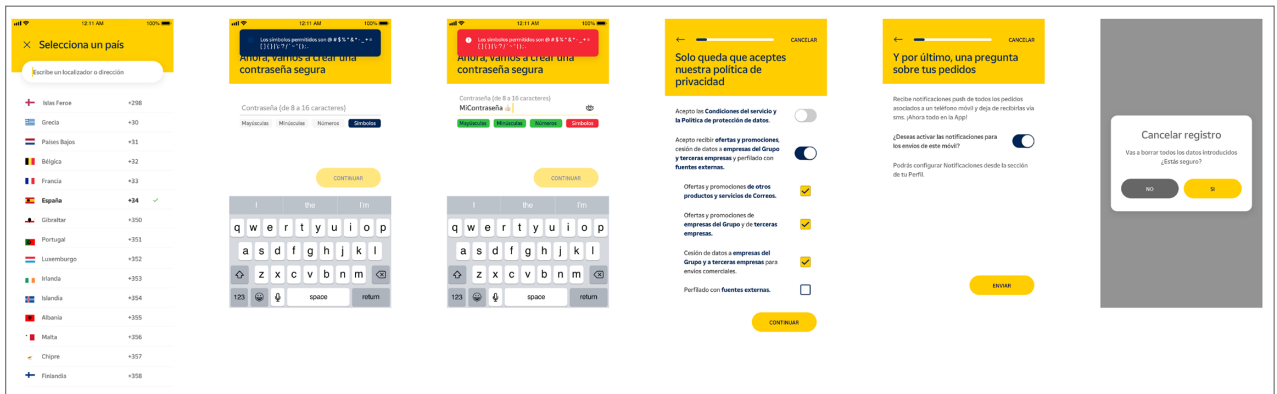 12:11 AM
100%
Selecciona un país
Escribe un localizador o dirección
Islas Feroe +298
Grecia +30
Países Bajos +31
Bélgica +32
Francia +33
España +34
Gibraltar +350
Portugal +351
Luxemburgo +352
Irlanda +353
Islandia +354
Albania +355
Malta +356
Chipre +357
Finlandia +358
12:11 AM
100%
Los símbolos permitidos son @ # $ % ^ & * - _ + =
Ahora, vamos a crear una
contraseña segura
Contraseña (de 8 a 16 caracteres)
Mayúsculas Minúsculas Números Símbolos
CONTINUAR
I the I'm
q w e r t y u i o p
a s d f g h j k l
z x c v b n m
123 space return
12:11 AM
100%
Los símbolos permitidos son @ # $ % ^ & * - _ + =
Ahora, vamos a crear una
contraseña segura
Contraseña (de 8 a 16 caracteres)
MiContraseña
Mayúsculas Minúsculas Números Símbolos
CONTINUAR
I the I'm
q w e r t y u i o p
a s d f g h j k l
z x c v b n m
123 space return
CANCELAR
Solo queda que aceptes
nuestra política de
privacidad
Acepto las Condiciones del servicio y
la Política de protección de datos.
Acepto recibir ofertas y promociones,
cesión de datos a empresas del Grupo
y terceras empresas y perfilado con
fuentes externas.
Ofertas y promociones de otros
productos y servicios de Correos.
Ofertas y promociones de
empresas del Grupo y de terceras
empresas.
Cesión de datos a empresas del
Grupo y a terceras empresas para
envios comerciales.
Perfilado con fuentes externas.
CONTINUAR
CANCELAR
Y por último, una pregunta
sobre tus pedidos
Recibe notificaciones push de todos los pedidos
asociados a un teléfono móvil y deja de recibirlas vía
sms. ¡Ahora todo en la App!
¿Deseas activar las notificaciones para
los envíos de este móvil?
Podrás configurar Notificaciones desde la sección
de tu Perfil.
ENVIAR
Cancelar registro
Vas a borrar todos los datos introducidos
¿Estás seguro?
NO SI